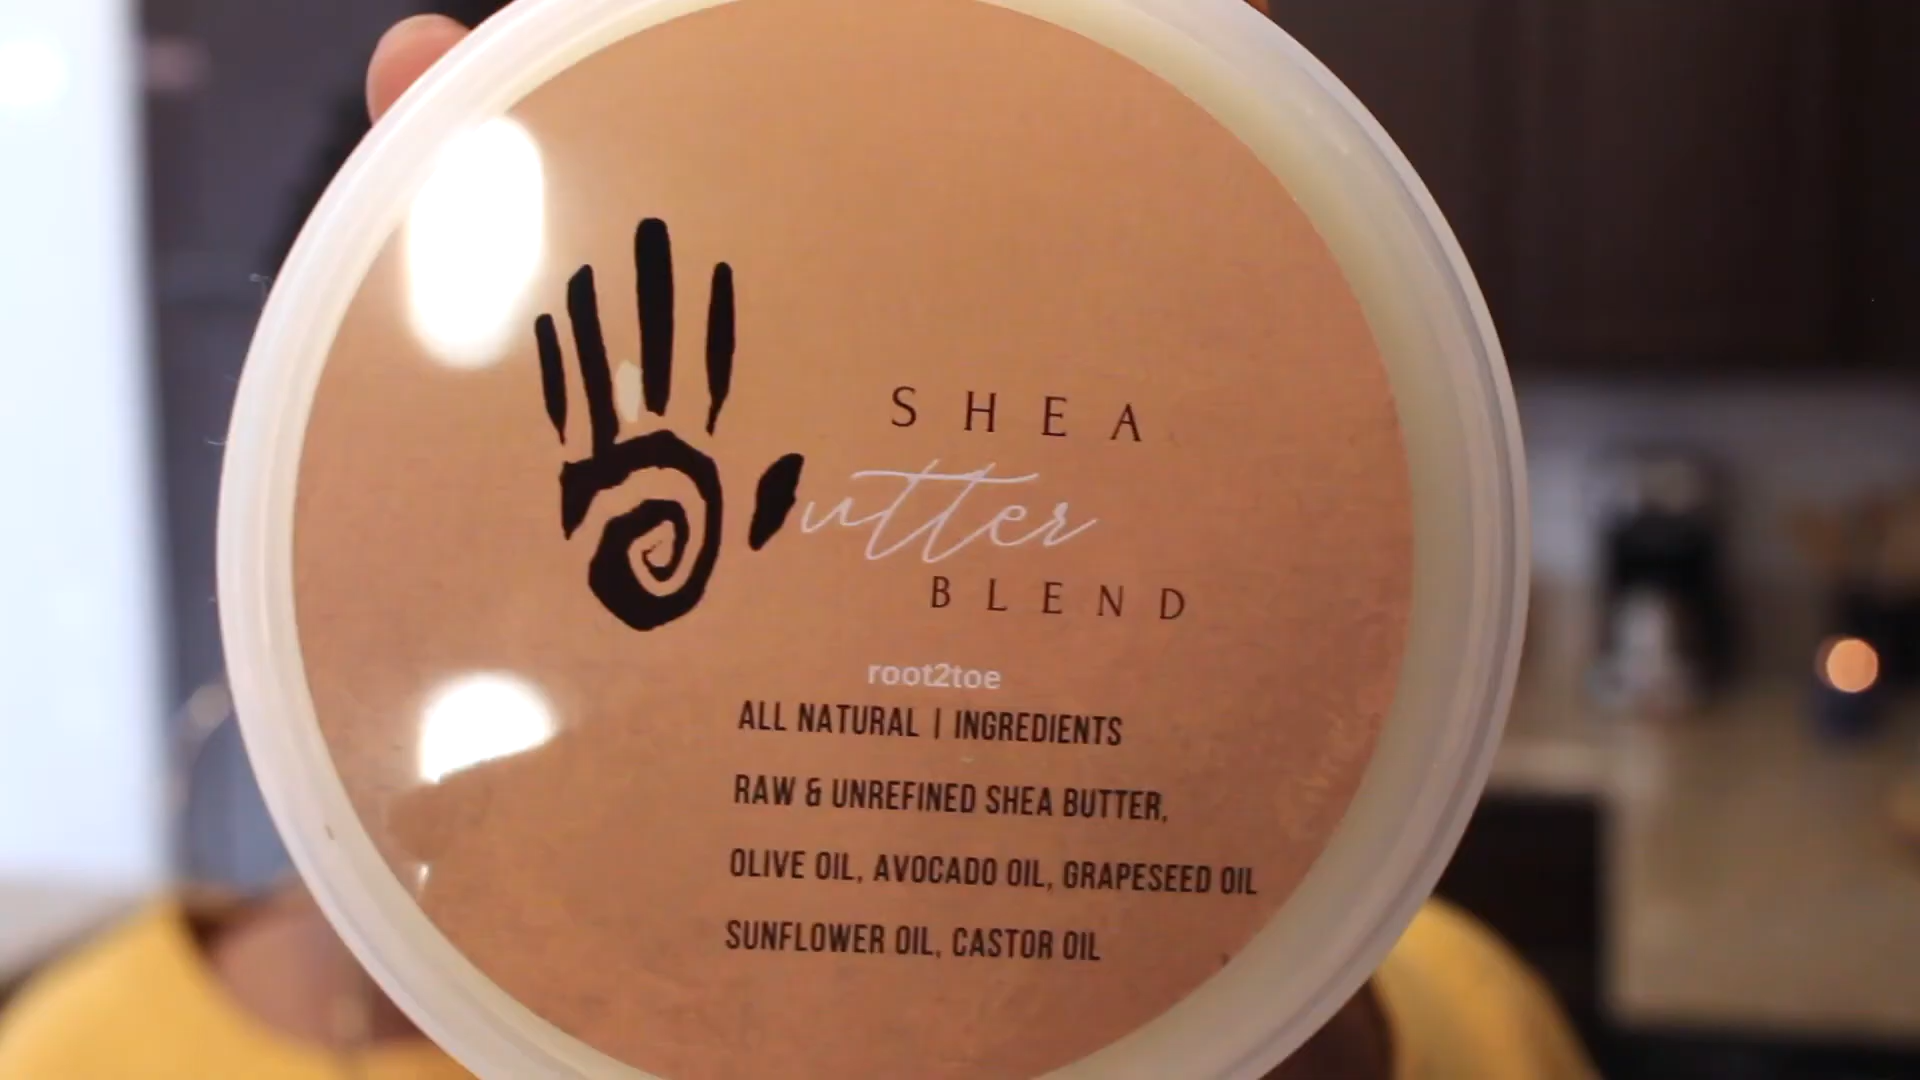 SHEA
utter
BLEND
root2toe
ALL NATURAL | INGREDIENTS
RAW & UNREFINED SHEA BUTTER,
OLIVE OIL, AVOCADO OIL, GRAPESEED OIL
SUNFLOWER OIL, CASTOR OIL